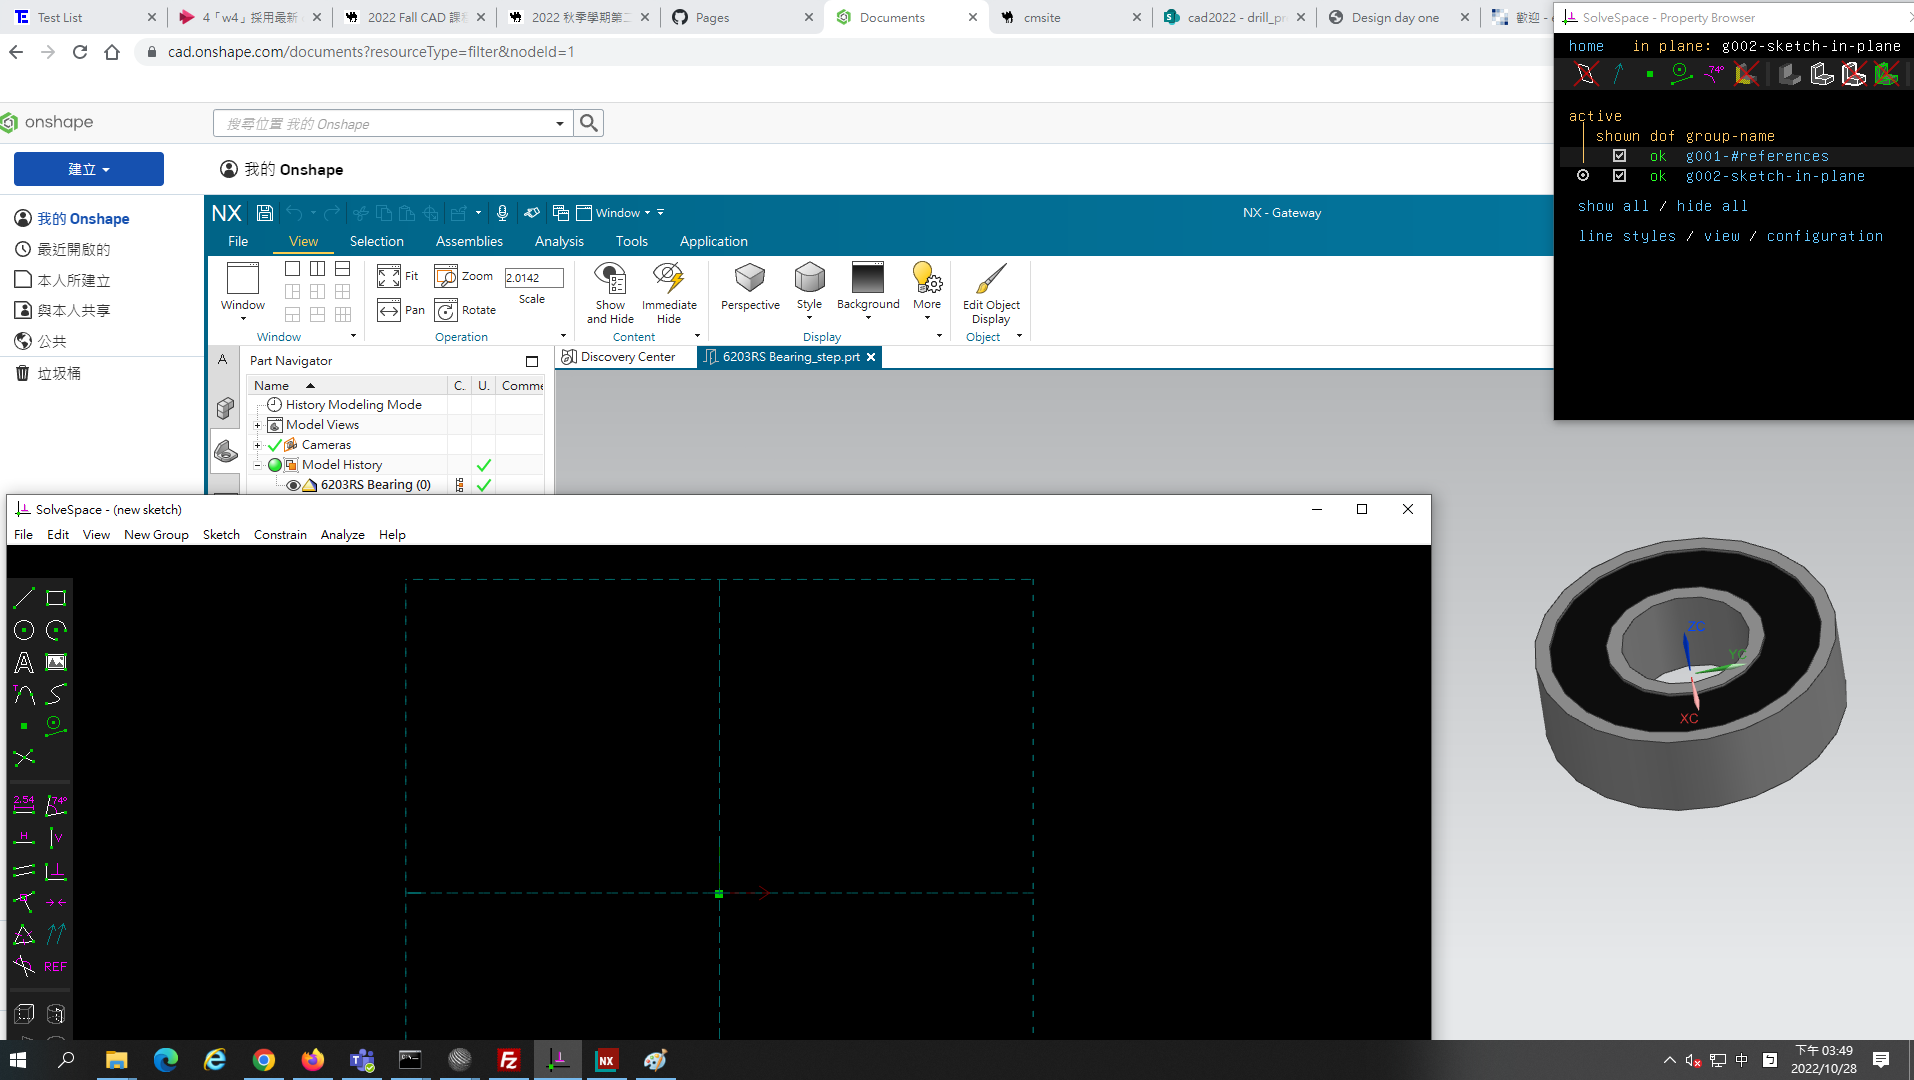 Test List
4「w4」採用最新
2022 Fall CAD 課
2022 秋季學期第二
Pages
Documents
cmsite
cad2022 - drill_pr
Design day one
歡迎 -
cad.onshape.com/documents?resourceType=filter&nodeId=1
onshape
搜尋位置 我的 Onshape
建立
我的 Onshape
我的 Onshape
最近開啟的
本人所建立
與本人共享
公共
垃圾桶
NX
Window
NX - Gateway
File View Selection Assemblies Analysis Tools Application
Window
Fit
Zoom
2.0142
Scale
Pan
Rotate
Show and Hide
Immediate Hide
Perspective
Style
Background
More
Edit Object Display
Window
Operation
Content
Display
Object
A
Part Navigator
Discovery Center
6203RS Bearing_step.prt
Name C. U. Comme
History Modeling Mode
Model Views
Cameras
Model History
6203RS Bearing (0)
SolveSpace - Property Browser
home in plane: g002-sketch-in-plane
74°
active
shown dof group-name
ok g001-#references
ok g002-sketch-in-plane
show all / hide all
line styles / view / configuration
SolveSpace - (new sketch)
File Edit View New Group Sketch Constrain Analyze Help
A
T
2.54
74°
H
V
REF
ZC
YC
XC
NX
中
下午 03:49
2022/10/28